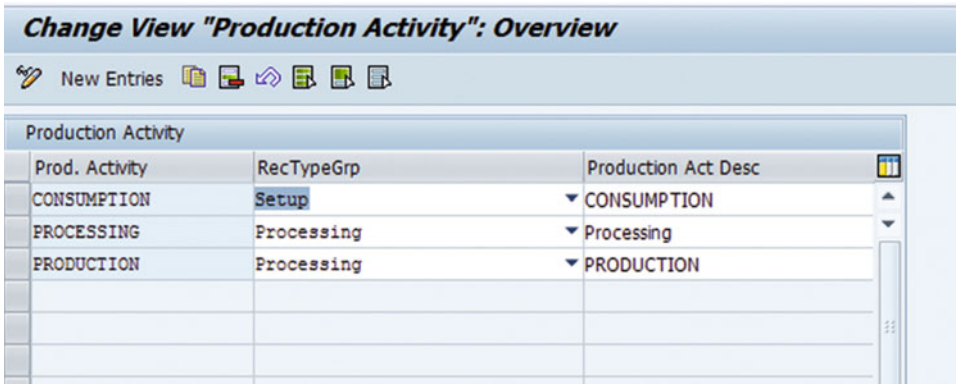 Change View "Production Activity": Overview
New Entries
Production Activity
Prod. Activity RecTypeGrp Production Act Desc
CONSUMPTION Setup CONSUMPTION
PROCESSING Processing Processing
PRODUCTION Processing PRODUCTION